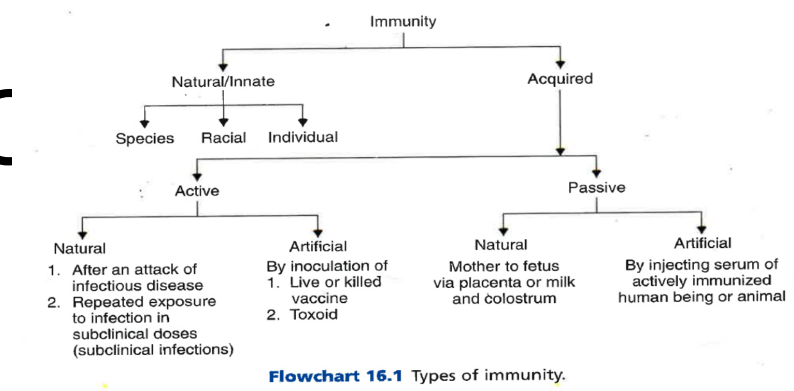 Immunity
Natural/Innate
Acquired
Species
Racial
Individual
Active
Passive
Natural
1. After an attack of
infectious disease
2. Repeated exposure
to infection in
subclinical doses
(subclinical infections)
Artificial
By inoculation of
1. Live or killed
vaccine
2. Toxoid
Natural
Mother to fetus
via placenta or milk
and colostrum
Artificial
By injecting serum of
actively immunized
human being or animal
Flowchart 16.1 Types of immunity.